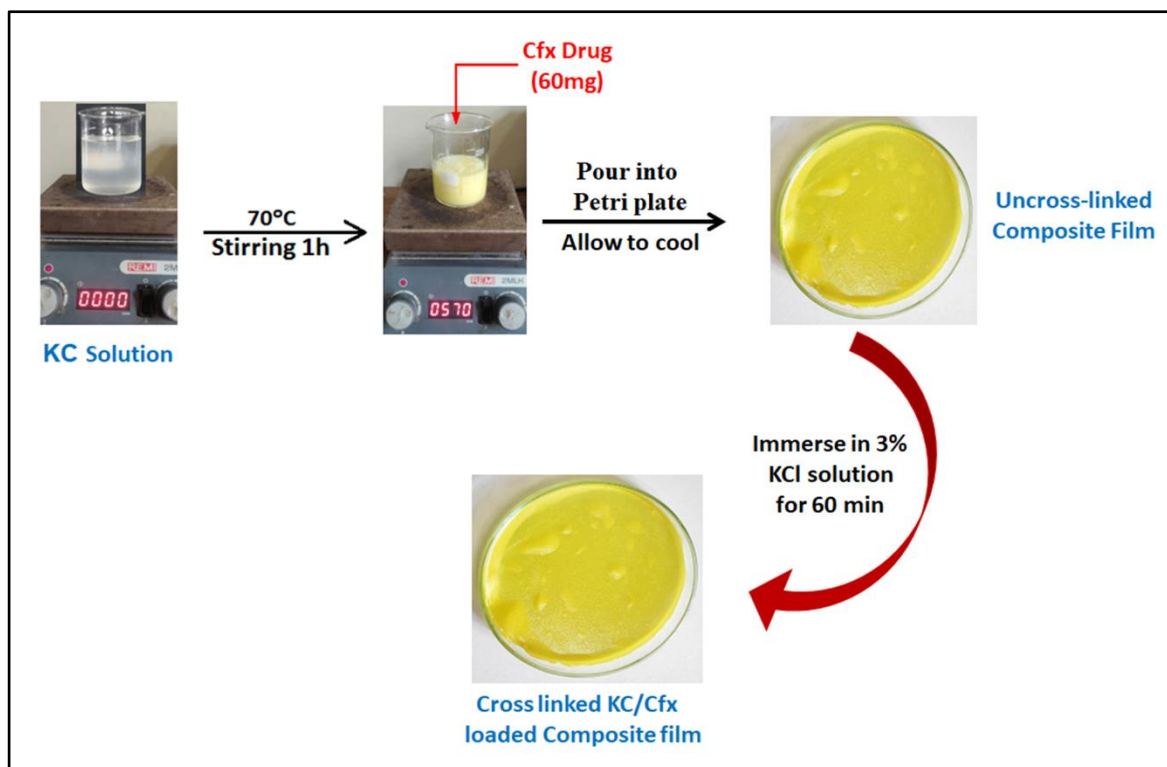 Cfx Drug
(60mg)
70°C
Stirring 1h
Pour into
Petri plate
Allow to cool
Uncross-linked
Composite Film
REMI 2M
0000
REMI 2MLH
0570
KC Solution
Immerse in 3%
KCl solution
for 60 min
Cross linked KC/Cfx
loaded Composite film